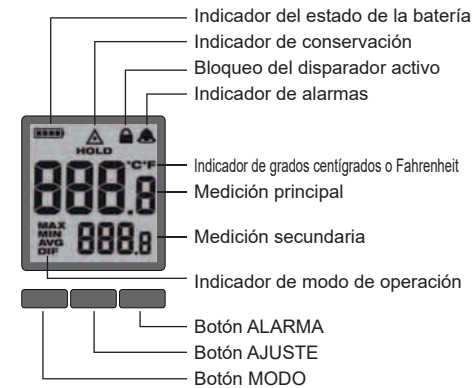 Indicador del estado de la batería
Indicador de conservación
Bloqueo del disparador activo
Indicador de alarmas
HOLD
°C°F
Indicador de grados centígrados o Fahrenheit
888.8
Medición principal
MAX
MIN
AVG
DIF
888.8
Medición secundaria
Indicador de modo de operación
Botón ALARMA
Botón AJUSTE
Botón MODO